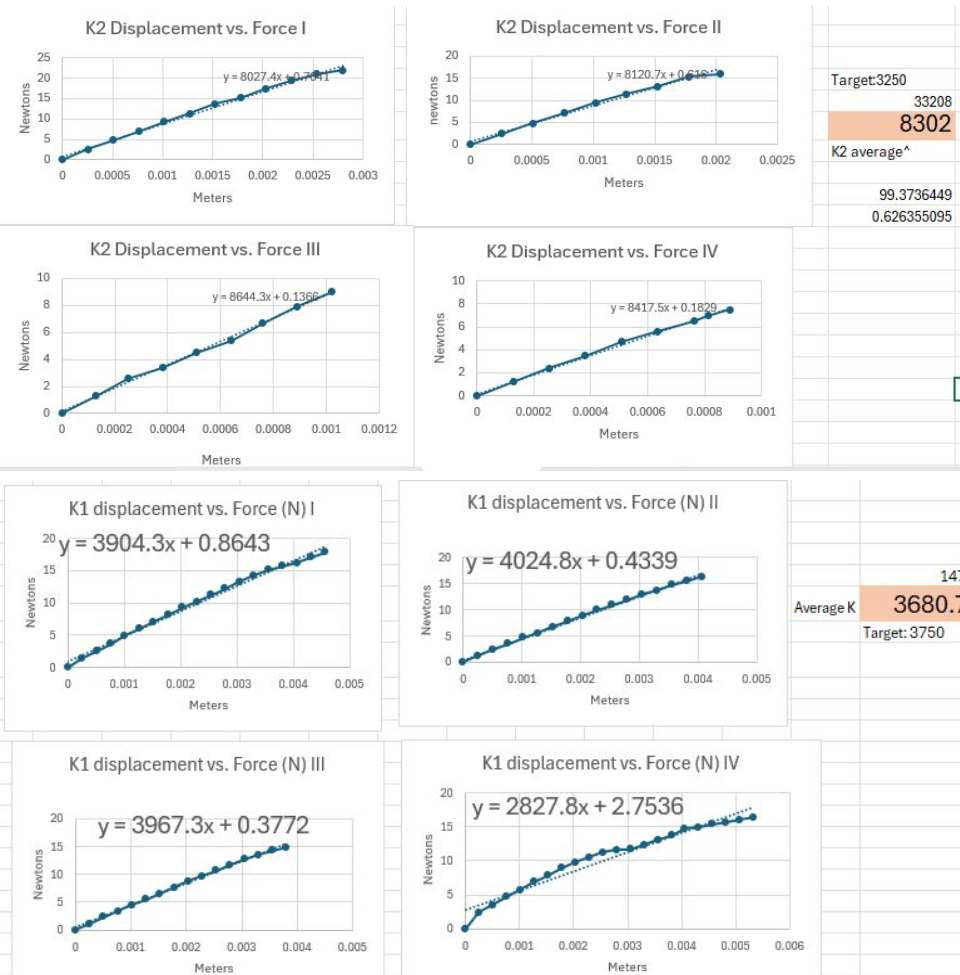 K2 Displacement vs. Force I
25
20
15
10
5
0
Newtons
y = 8027.4x + 0.7641
0 0.0005 0.001 0.0015 0.002 0.0025 0.003
Meters
K2 Displacement vs. Force II
20
15
10
5
0
newtons
y = 8120.7x + 0.616
0 0.0005 0.001 0.0015 0.002 0.0025
Meters
Target:3250
33208
8302
K2 average^
99.3736449
0.626355095
K2 Displacement vs. Force III
10
8
6
4
2
0
Newtons
y = 8644.3x + 0.1366
0 0.0002 0.0004 0.0006 0.0008 0.001 0.0012
Meters
K2 Displacement vs. Force IV
10
8
6
4
2
0
Newtons
y = 8417.5x + 0.1829
0 0.0002 0.0004 0.0006 0.0008 0.001
Meters
K1 displacement vs. Force (N) I
y = 3904.3x + 0.8643
20
15
10
5
0
Newtons
0 0.001 0.002 0.003 0.004 0.005
Meters
K1 displacement vs. Force (N) II
y = 4024.8x + 0.4339
20
15
10
5
0
Newtons
0 0.001 0.002 0.003 0.004 0.005
Meters
147
Average K 3680.7
Target: 3750
K1 displacement vs. Force (N) III
y = 3967.3x + 0.3772
20
15
10
5
0
Newtons
0 0.001 0.002 0.003 0.004 0.005
Meters
K1 displacement vs. Force (N) IV
y = 2827.8x + 2.7536
20
15
10
5
0
Newtons
0 0.001 0.002 0.003 0.004 0.005 0.006
Meters